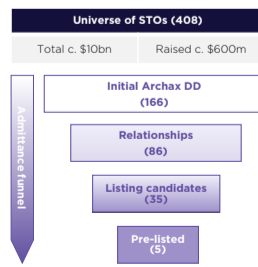 Universe of STOs (408)
Total c. $10bn Raised c. $600m
Initial Archax DD
(166)
Admittance funnel
Relationships
(86)
Listing candidates
(35)
Pre-listed
(5)